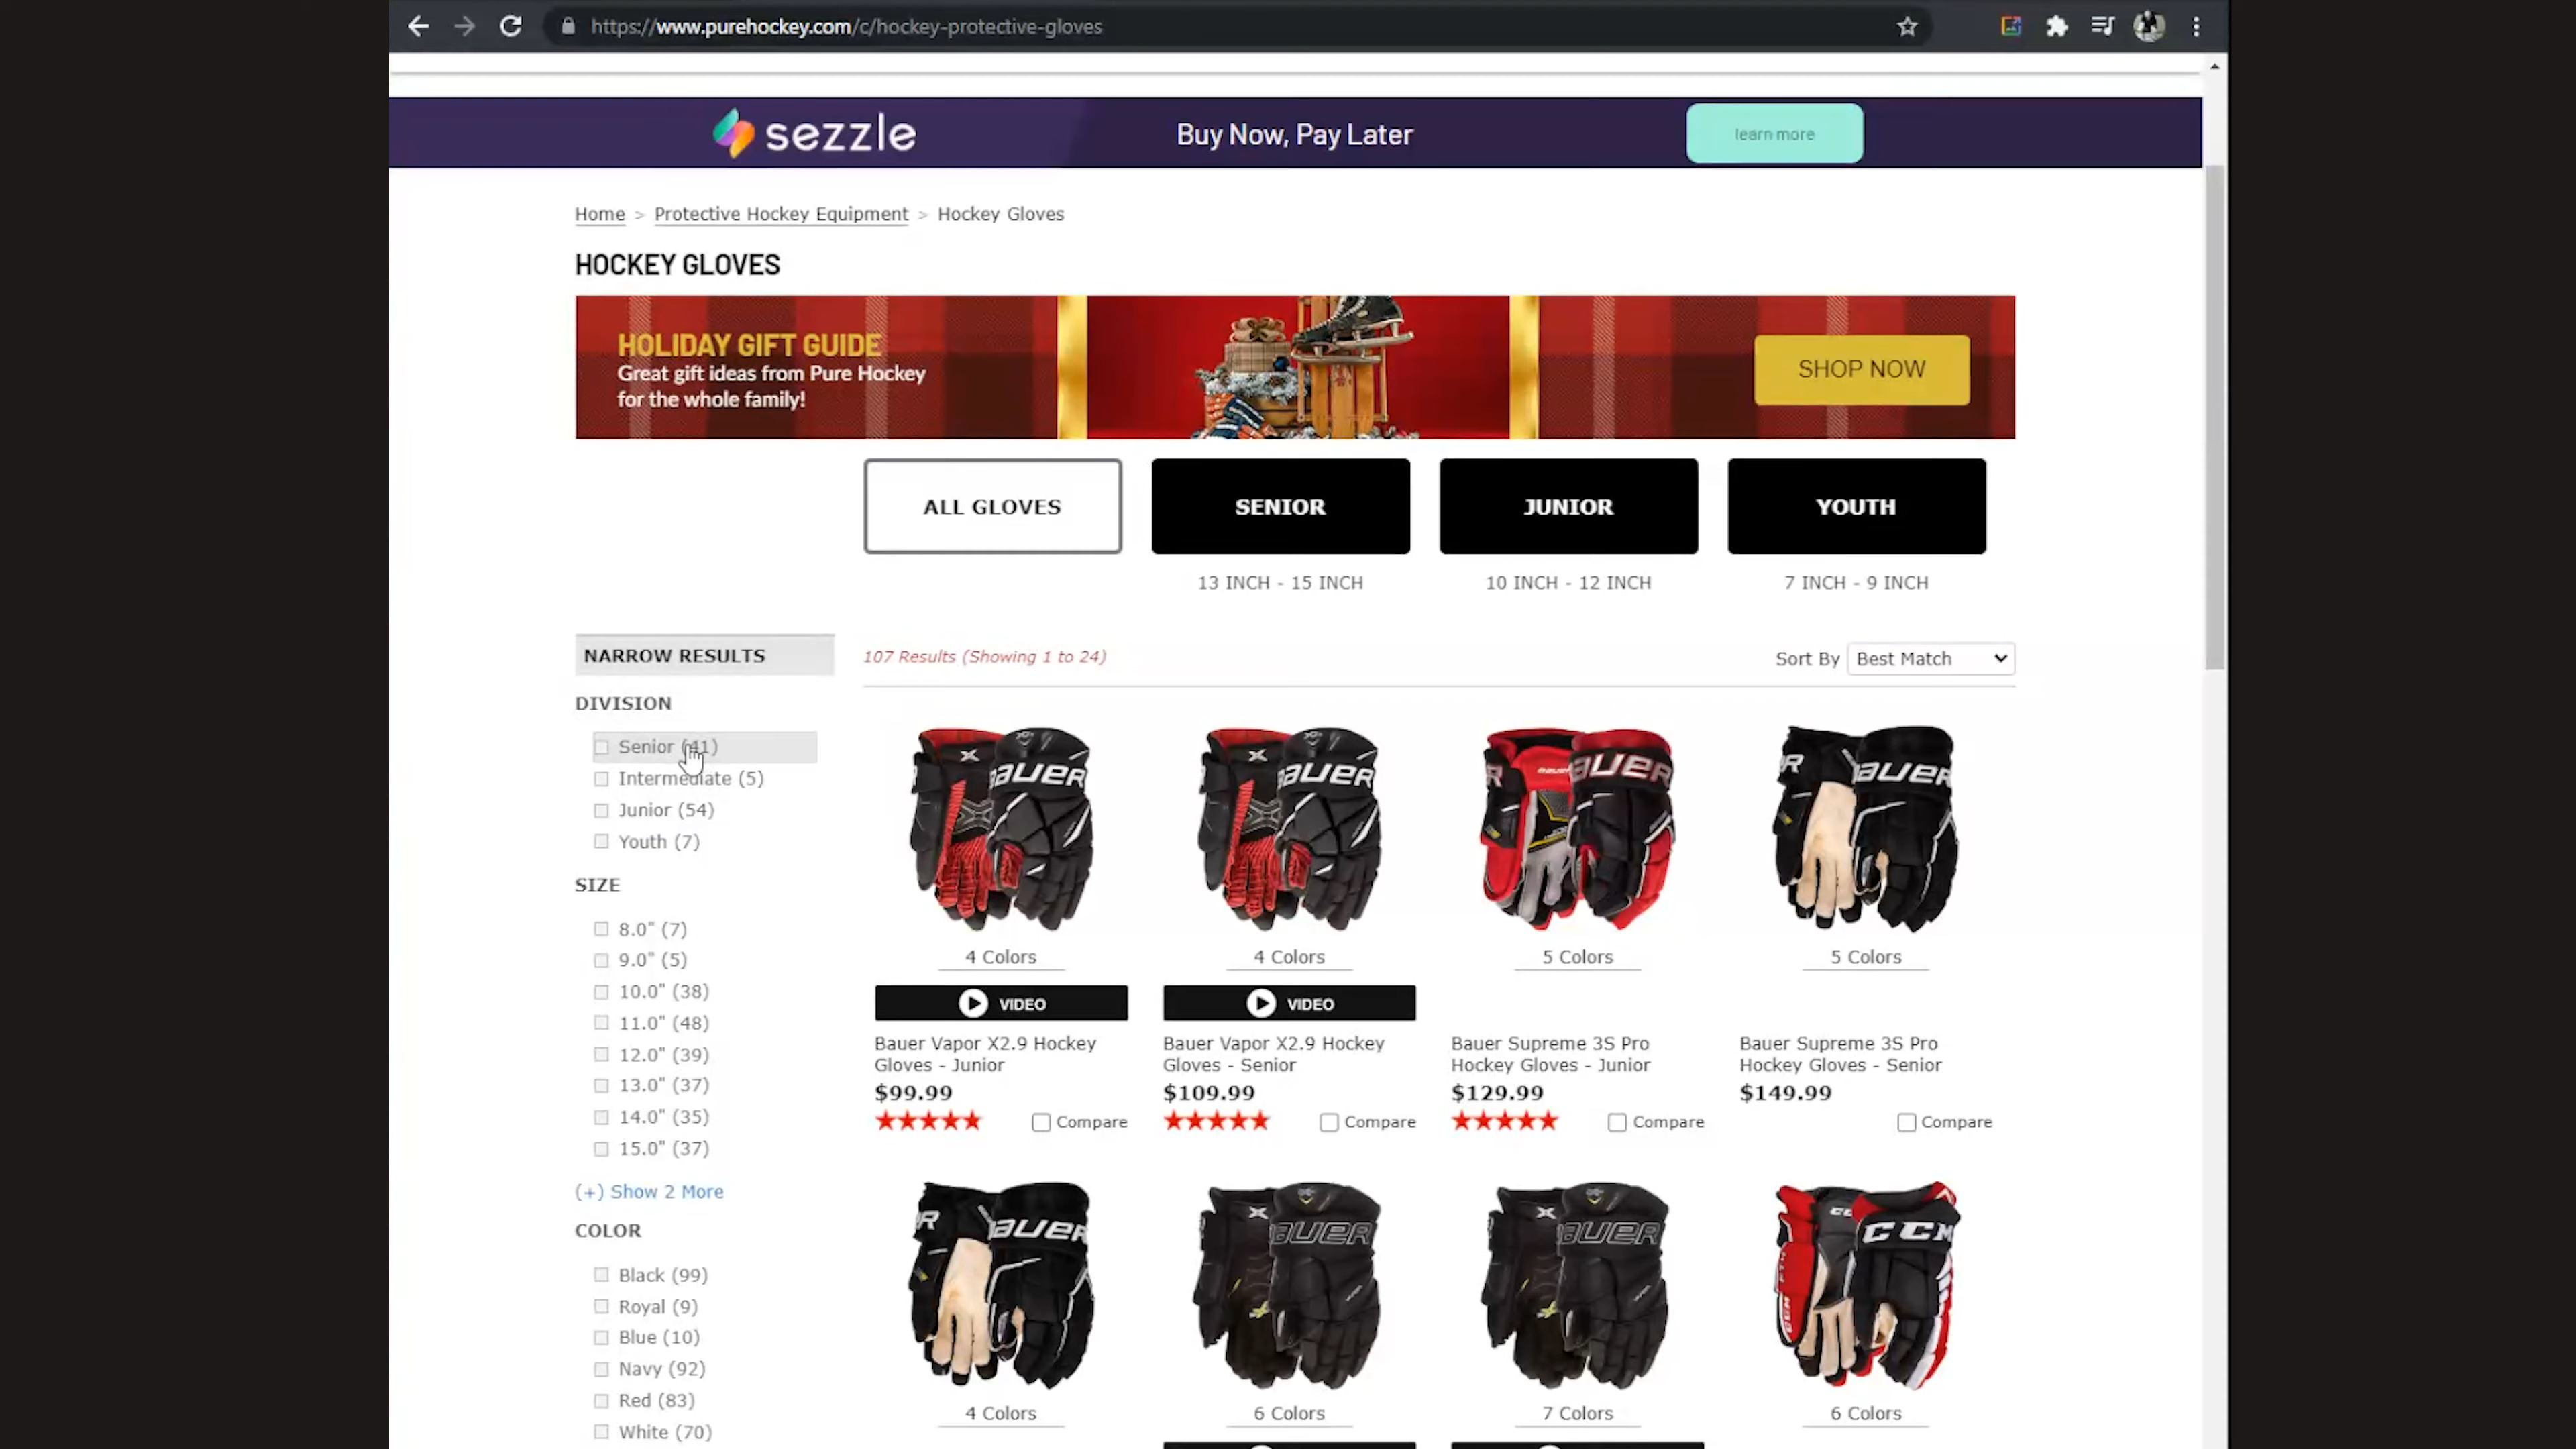 https://www.purehockey.com/c/hockey-protective-gloves
sezzle
Buy Now, Pay Later
learn more
Home > Protective Hockey Equipment > Hockey Gloves
HOCKEY GLOVES
HOLIDAY GIFT GUIDE
Great gift ideas from Pure Hockey
for the whole family!
SHOP NOW
ALL GLOVES
SENIOR
JUNIOR
YOUTH
13 INCH - 15 INCH
10 INCH - 12 INCH
7 INCH - 9 INCH
NARROW RESULTS
107 Results (Showing 1 to 24)
Sort By Best Match
DIVISION
Senior (41)
Intermediate (5)
Junior (54)
Youth (7)
SIZE
8.0" (7)
9.0" (5)
10.0" (38)
11.0" (48)
12.0" (39)
13.0" (37)
14.0" (35)
15.0" (37)
(+) Show 2 More
COLOR
Black (99)
Royal (9)
Blue (10)
Navy (92)
Red (83)
White (70)
BAUER
4 Colors
VIDEO
Bauer Vapor X2.9 Hockey
Gloves - Junior
$99.99
Compare
BAUER
4 Colors
VIDEO
Bauer Vapor X2.9 Hockey
Gloves - Senior
$109.99
Compare
BAUER
5 Colors
Bauer Supreme 3S Pro
Hockey Gloves - Junior
$129.99
Compare
BAUER
5 Colors
Bauer Supreme 3S Pro
Hockey Gloves - Senior
$149.99
Compare
BAUER
4 Colors
BAUER
6 Colors
BAUER
7 Colors
CCM
6 Colors